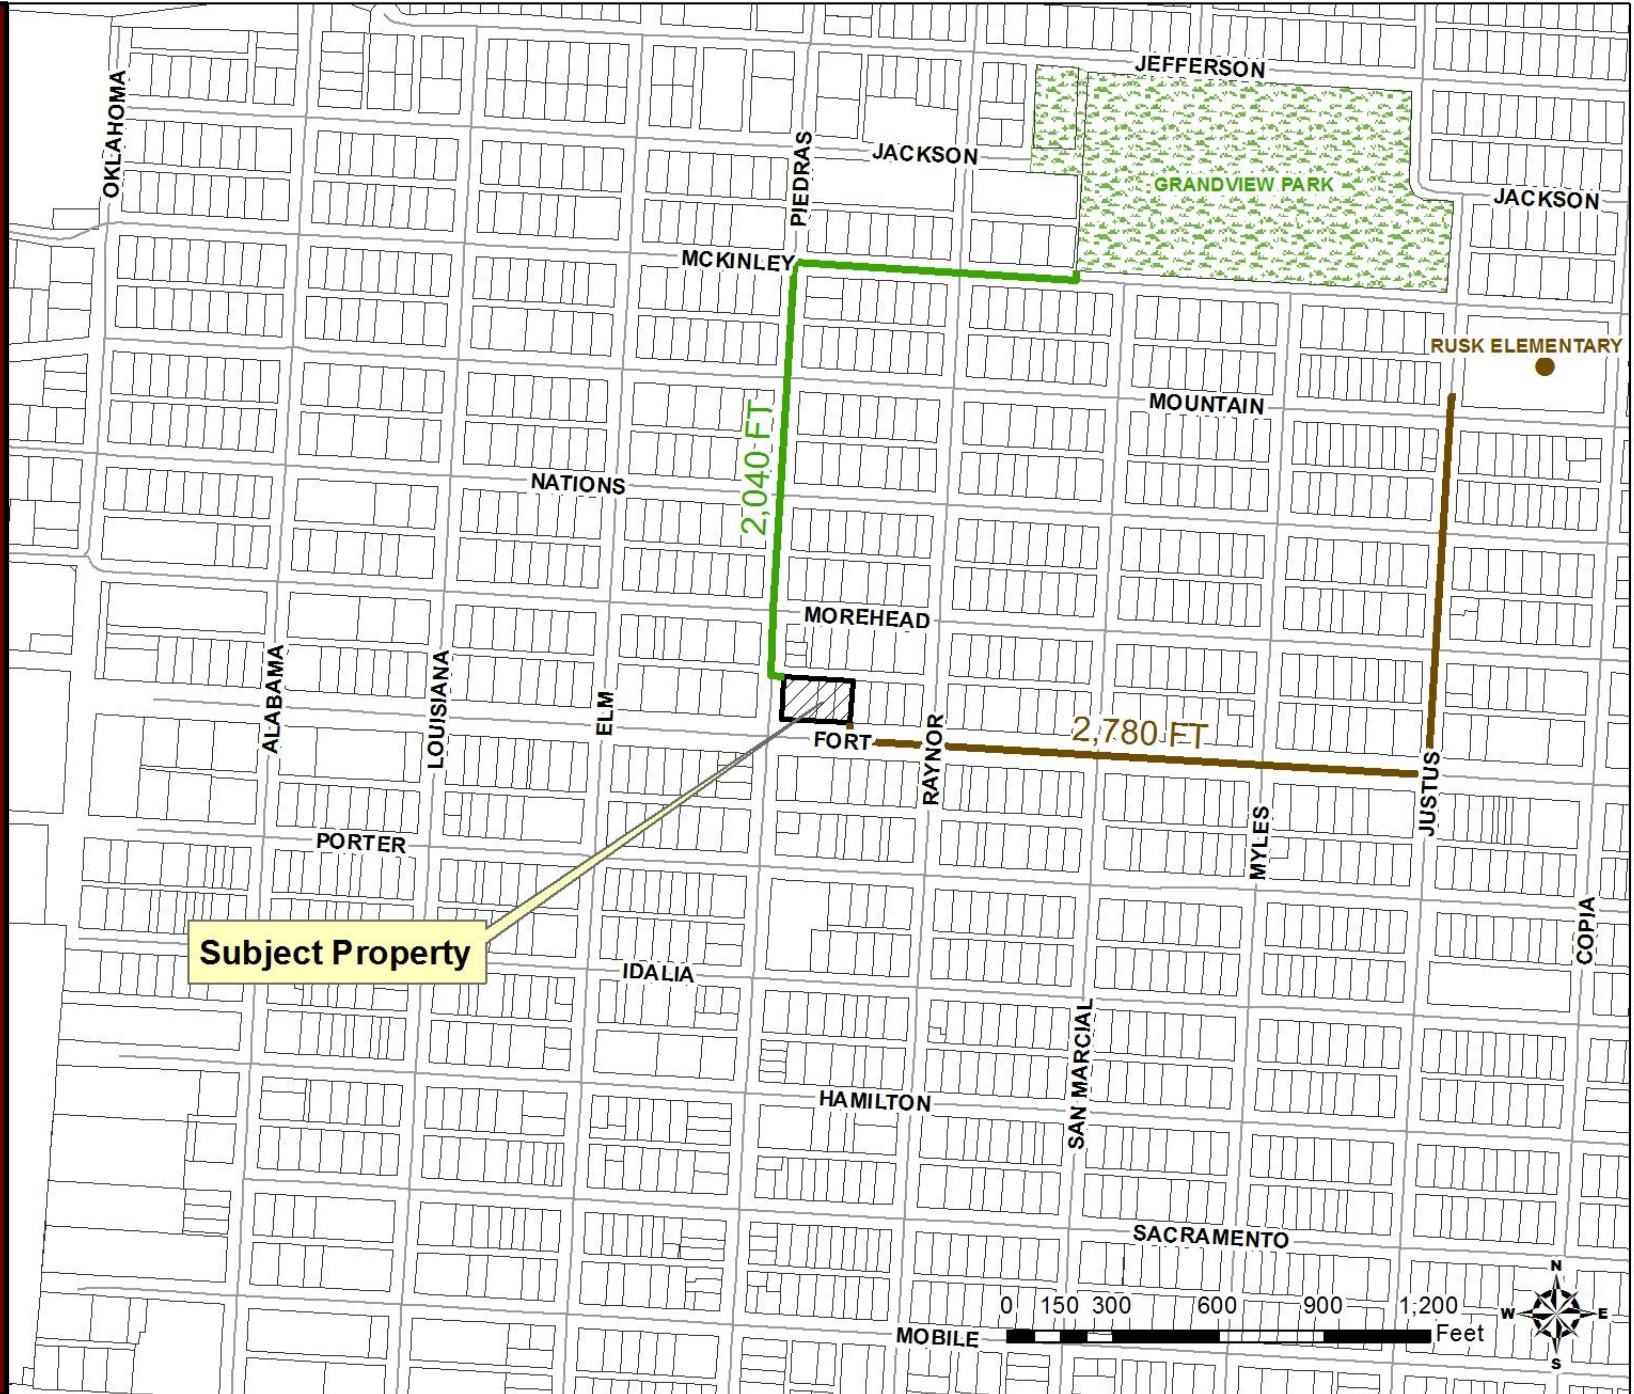 JEFFERSON
OKLAHOMA
PIEDRAS
JACKSON
GRANDVIEW PARK
JACKSON
MCKINLEY
RUSK ELEMENTARY
MOUNTAIN
2,040 FT
NATIONS
MOREHEAD
ALABAMA
LOUISIANA
ELM
FORT
RAYNOR
2,780 FT
JUSTUS
PORTER
MYLES
COPIA
Subject Property
IDALIA
SAN MARCIAL
HAMILTON
SACRAMENTO
N
W E
S
0 150 300 600 900 1,200
Feet
MOBILE